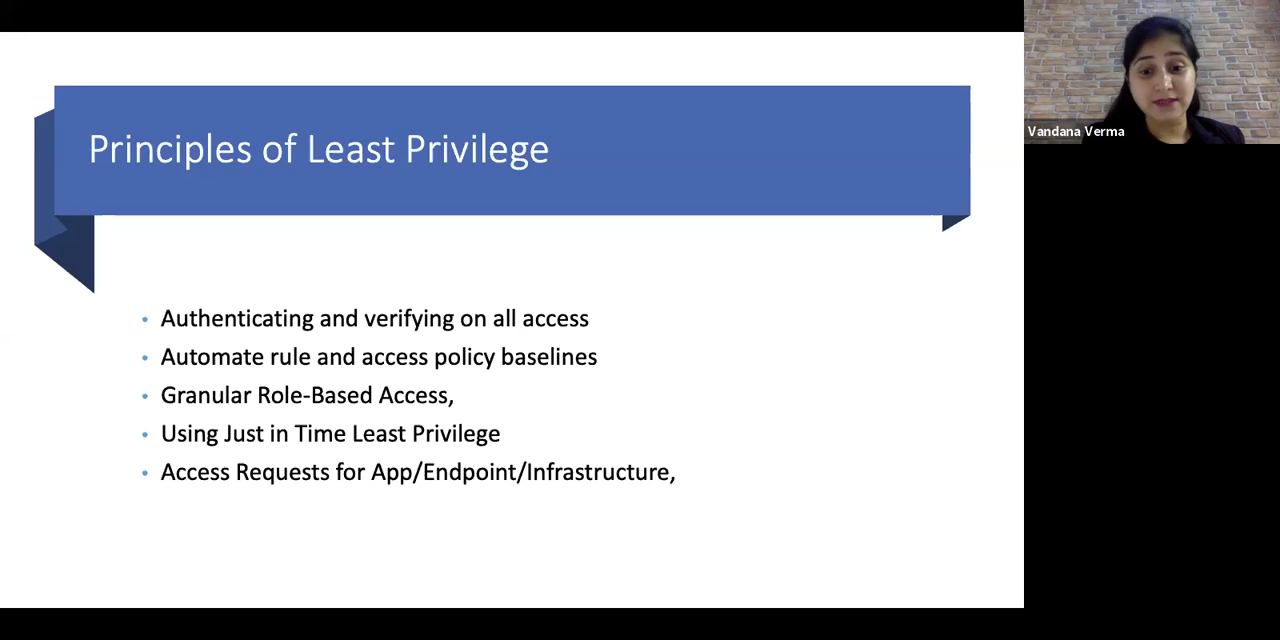 Principles of Least Privilege
Authenticating and verifying on all access
Automate rule and access policy baselines
Granular Role-Based Access,
Using Just in Time Least Privilege
Access Requests for App/Endpoint/Infrastructure,
Vandana Verma